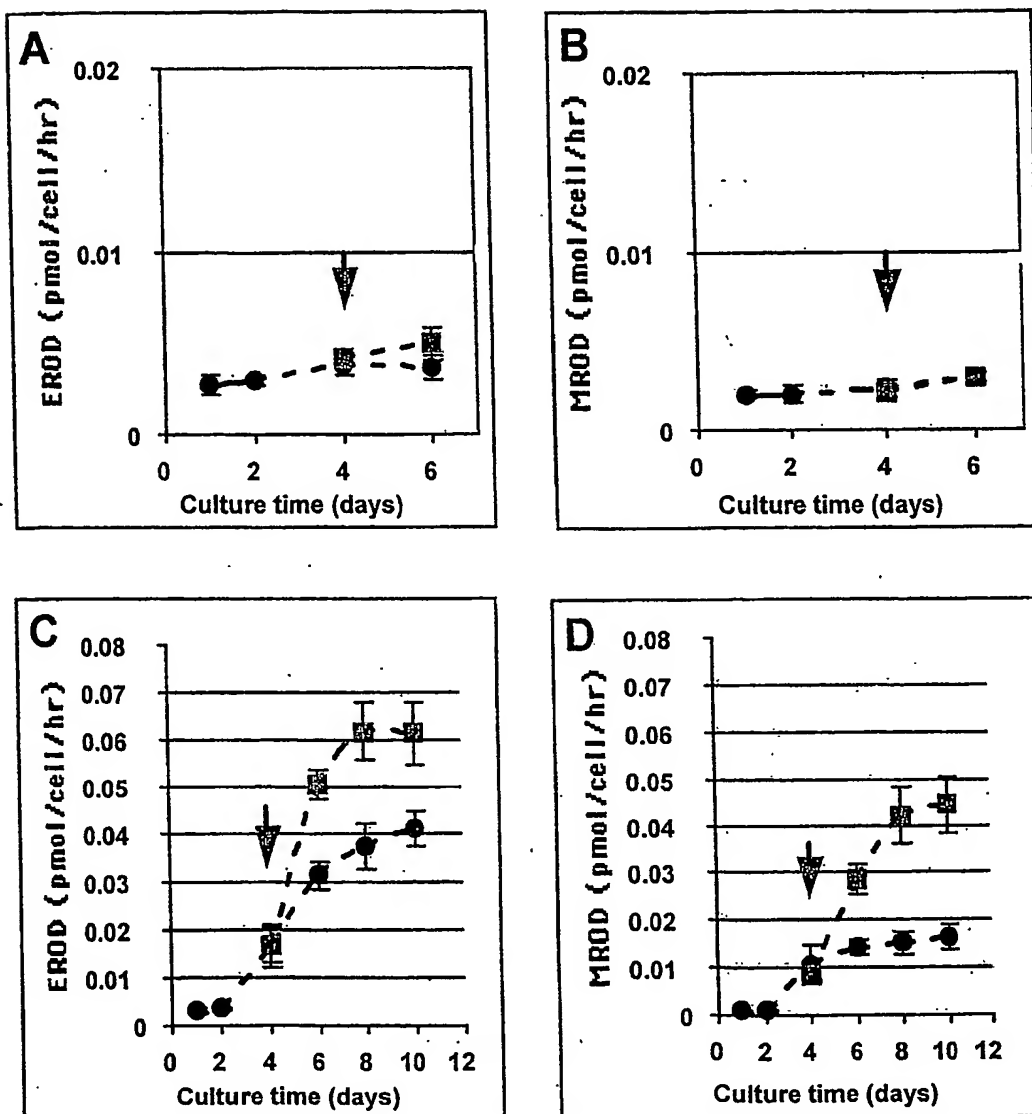 A
EROD (pmol/cell/hr)
0.02
0.01
0
0 2 4 6
Culture time (days)
B
MROD (pmol/cell/hr)
0.02
0.01
0
0 2 4 6
Culture time (days)
C
EROD (pmol/cell/hr)
0.08
0.07
0.06
0.05
0.04
0.03
0.02
0.01
0
0 2 4 6 8 10 12
Culture time (days)
D
MROD (pmol/cell/hr)
0.08
0.07
0.06
0.05
0.04
0.03
0.02
0.01
0
0 2 4 6 8 10 12
Culture time (days)